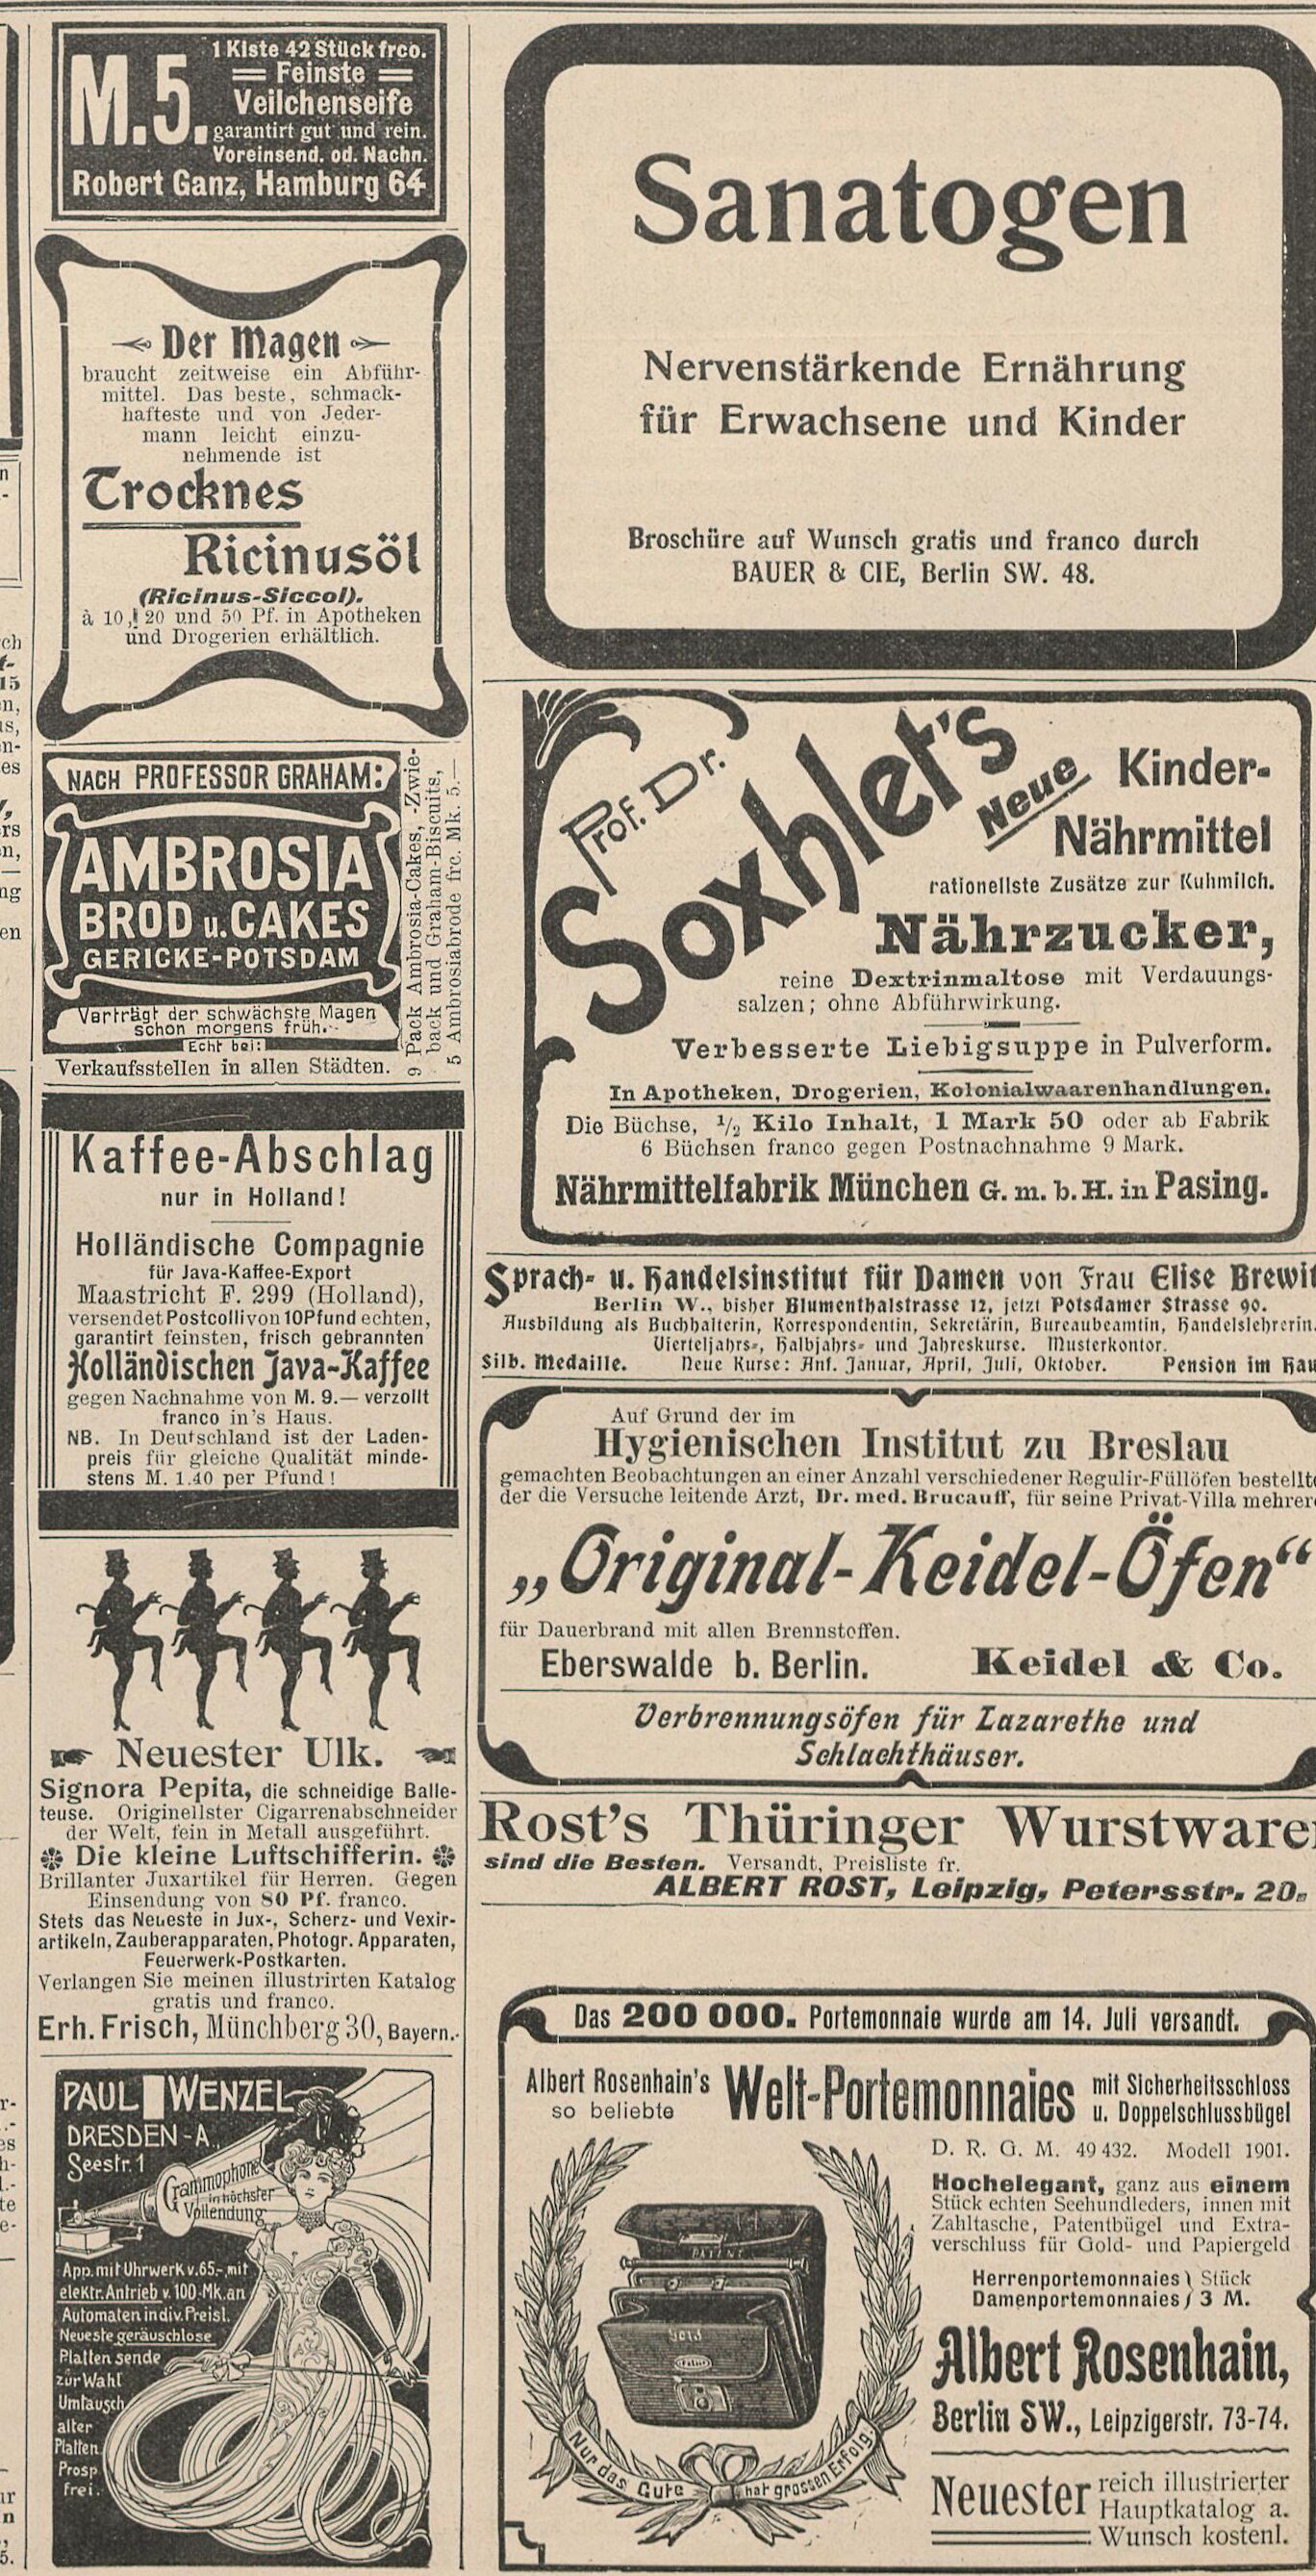 M.5.
1 Kiste 42 Stück frco.
Feinste
Veilchenseife
garantirt gut und rein.
Voreinsend. od. Nachn.
Robert Ganz, Hamburg 64
Der Magen
braucht zeitweise ein Abführ-
mittel. Das beste, schmack-
hafteste und von Jeder-
mann leicht einzu-
nehmende ist
Trocknes
Ricinusöl
(Ricinus-Siccol).
à 10, 20 und 50 Pf. in Apotheken
und Drogerien erhältlich.
NACH PROFESSOR GRAHAM:
AMBROSIA
BROD u. CAKES
GERICKE-POTSDAM
Verträgt der schwächste Magen
schon morgens früh.
Echt bei:
Verkaufsstellen in allen Städten.
9 Pack Ambrosia-Cakes, -Zwie-
back und Graham-Biscuits,
5 Ambrosiabrode frc. Mk. 5.—
Kaffee-Abschlag
nur in Holland!
Holländische Compagnie
für Java-Kaffee-Export
Maastricht F. 299 (Holland),
versendet Postcolli von 10 Pfund echten,
garantirt feinsten, frisch gebrannten
Holländischen Java-Kaffee
gegen Nachnahme von M. 9.— verzollt
franco in's Haus.
NB. In Deutschland ist der Laden-
preis für gleiche Qualität minde-
stens M. 1.40 per Pfund!
Neuester Ulk.
Signora Pepita, die schneidige Balle-
teuse. Originellster Cigarrenabschneider
der Welt, fein in Metall ausgeführt.
Die kleine Luftschifferin.
Brillanter Juxartikel für Herren. Gegen
Einsendung von 80 Pf. franco.
Stets das Neueste in Jux-, Scherz- und Vexir-
artikeln, Zauberapparaten, Photogr. Apparaten,
Feuerwerk-Postkarten.
Verlangen Sie meinen illustrirten Katalog
gratis und franco.
Erh. Frisch, Münchberg 30, Bayern.
PAUL WENZEL
DRESDEN-A.
Seestr. 1
Grammophone
in höchster
Vollendung
App. mit Uhrwerk v. 65.- mit
elektr. Antrieb v. 100 Mk. an
Automaten in div. Preisl.
Neueste geräuschlose
Platten sende
zur Wahl
Umtausch
alter
Platten.
Prosp.
frei.
Sanatogen
Nervenstärkende Ernährung
für Erwachsene und Kinder
Broschüre auf Wunsch gratis und franco durch
BAUER & CIE, Berlin SW. 48.
Prof. Dr.
Soxhlet's
Neue Kinder-
Nährmittel
rationellste Zusätze zur Kuhmilch.
Nährzucker,
reine Dextrinmaltose mit Verdauungs-
salzen; ohne Abführwirkung.
Verbesserte Liebigsuppe in Pulverform.
In Apotheken, Drogerien, Kolonialwaarenhandlungen.
Die Büchse, 1/2 Kilo Inhalt, 1 Mark 50 oder ab Fabrik
6 Büchsen franco gegen Postnachnahme 9 Mark.
Nährmittelfabrik München G. m. b. H. in Pasing.
Sprach- u. Handelsinstitut für Damen von Frau Elise Brewit
Berlin W., bisher Blumenthalstrasse 12, jetzt Potsdamer Strasse 90.
Ausbildung als Buchhalterin, Korrespondentin, Sekretärin, Bureaubeamtin, Handelslehrerin.
Vierteljahrs-, Halbjahrs- und Jahreskurse. Musterkontor.
Silb. Medaille. Neue Kurse: Anf. Januar, April, Juli, Oktober. Pension im Hau
Auf Grund der im
Hygienischen Institut zu Breslau
gemachten Beobachtungen an einer Anzahl verschiedener Regulir-Füllöfen bestellte
der die Versuche leitende Arzt, Dr. med. Brucauff, für seine Privat-Villa mehrere
„Original-Keidel-Öfen“
für Dauerbrand mit allen Brennstoffen.
Eberswalde b. Berlin. Keidel & Co.
Verbrennungsöfen für Lazarethe und
Schlachthäuser.
Rost's Thüringer Wurstware
sind die Besten. Versandt, Preisliste fr.
ALBERT ROST, Leipzig, Petersstr. 20.
Das 200 000. Portemonnaie wurde am 14. Juli versandt.
Albert Rosenhain's
so beliebte
Welt-Portemonnaies
mit Sicherheitsschloss
u. Doppelschlussbügel
D. R. G. M. 49 432. Modell 1901.
Hochelegant, ganz aus einem
Stück echten Seehundleders, innen mit
Zahltasche, Patentbügel und Extra-
verschluss für Gold- und Papiergeld
Herrenportemonnaies } Stück
Damenportemonnaies } 3 M.
PATENT
Gold
Nur das Gute hat grossen Erfolg.
Albert Rosenhain,
Berlin SW., Leipzigerstr. 73-74.
Neuester reich illustrierter
Hauptkatalog a.
Wunsch kostenl.